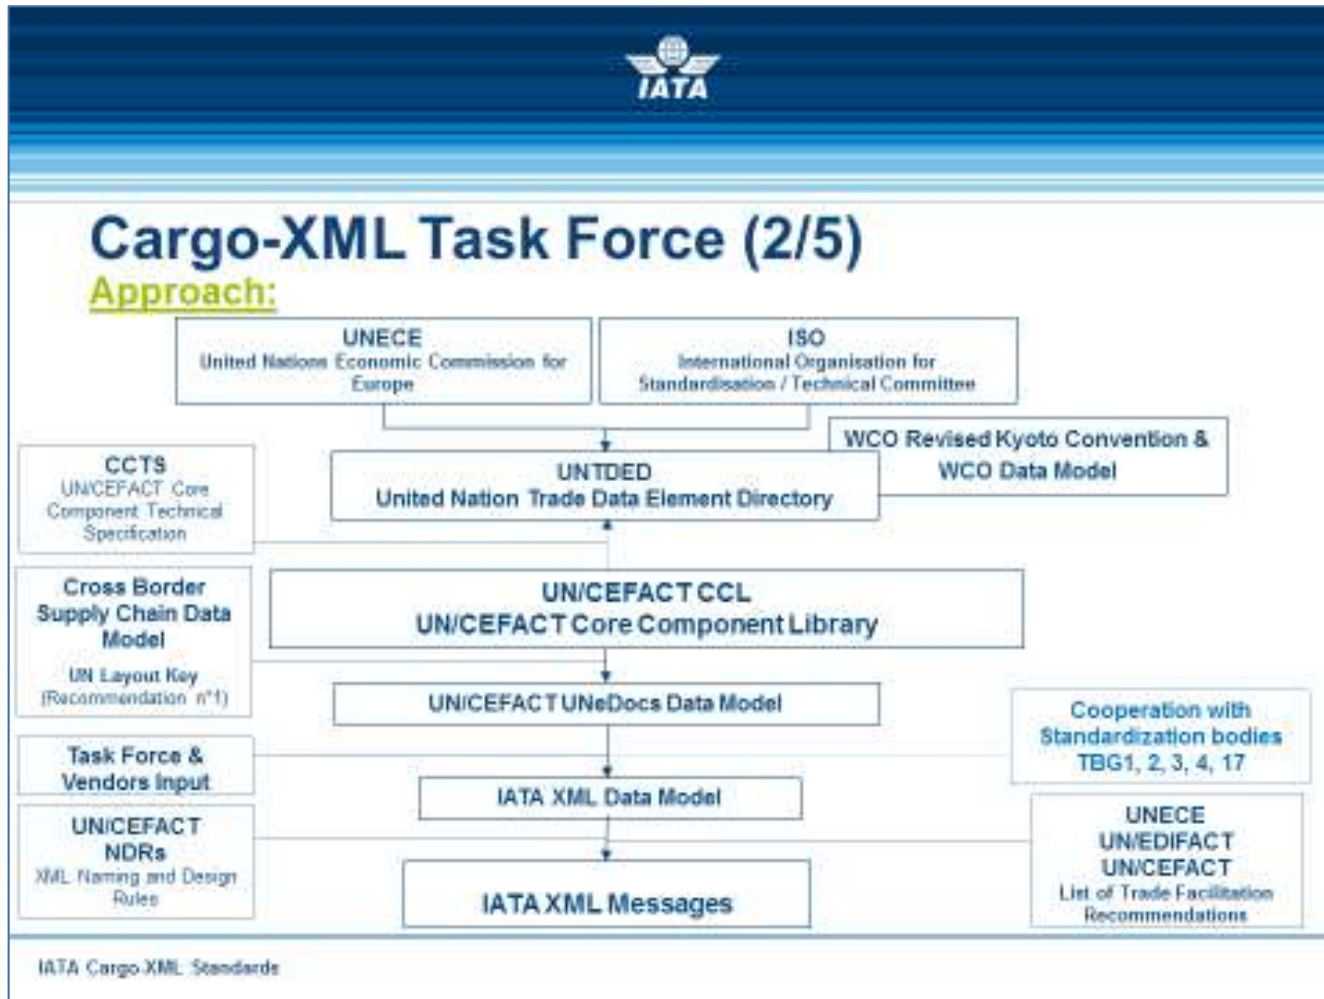 IATA
Cargo-XML Task Force (2/5)
Approach:
UNECE
United Nations Economic Commission for
Europe
ISO
International Organisation for
Standardisation / Technical Committee
WCO Revised Kyoto Convention &
WCO Data Model
CCTS
UN/CEFACT Core
Component Technical
Specification
UNTDED
United Nation Trade Data Element Directory
Cross Border
Supply Chain Data
Model
UN Layout Key
(Recommendation n°1)
UN/CEFACT CCL
UN/CEFACT Core Component Library
UN/CEFACT UNeDocs Data Model
Cooperation with
Standardization bodies
TBG1, 2, 3, 4, 17
Task Force &
Vendors Input
IATA XML Data Model
UN/CEFACT
NDRs
XML Naming and Design
Rules
UNECE
UN/EDIFACT
UN/CEFACT
List of Trade Facilitation
Recommendations
IATA XML Messages
IATA Cargo-XML Standards